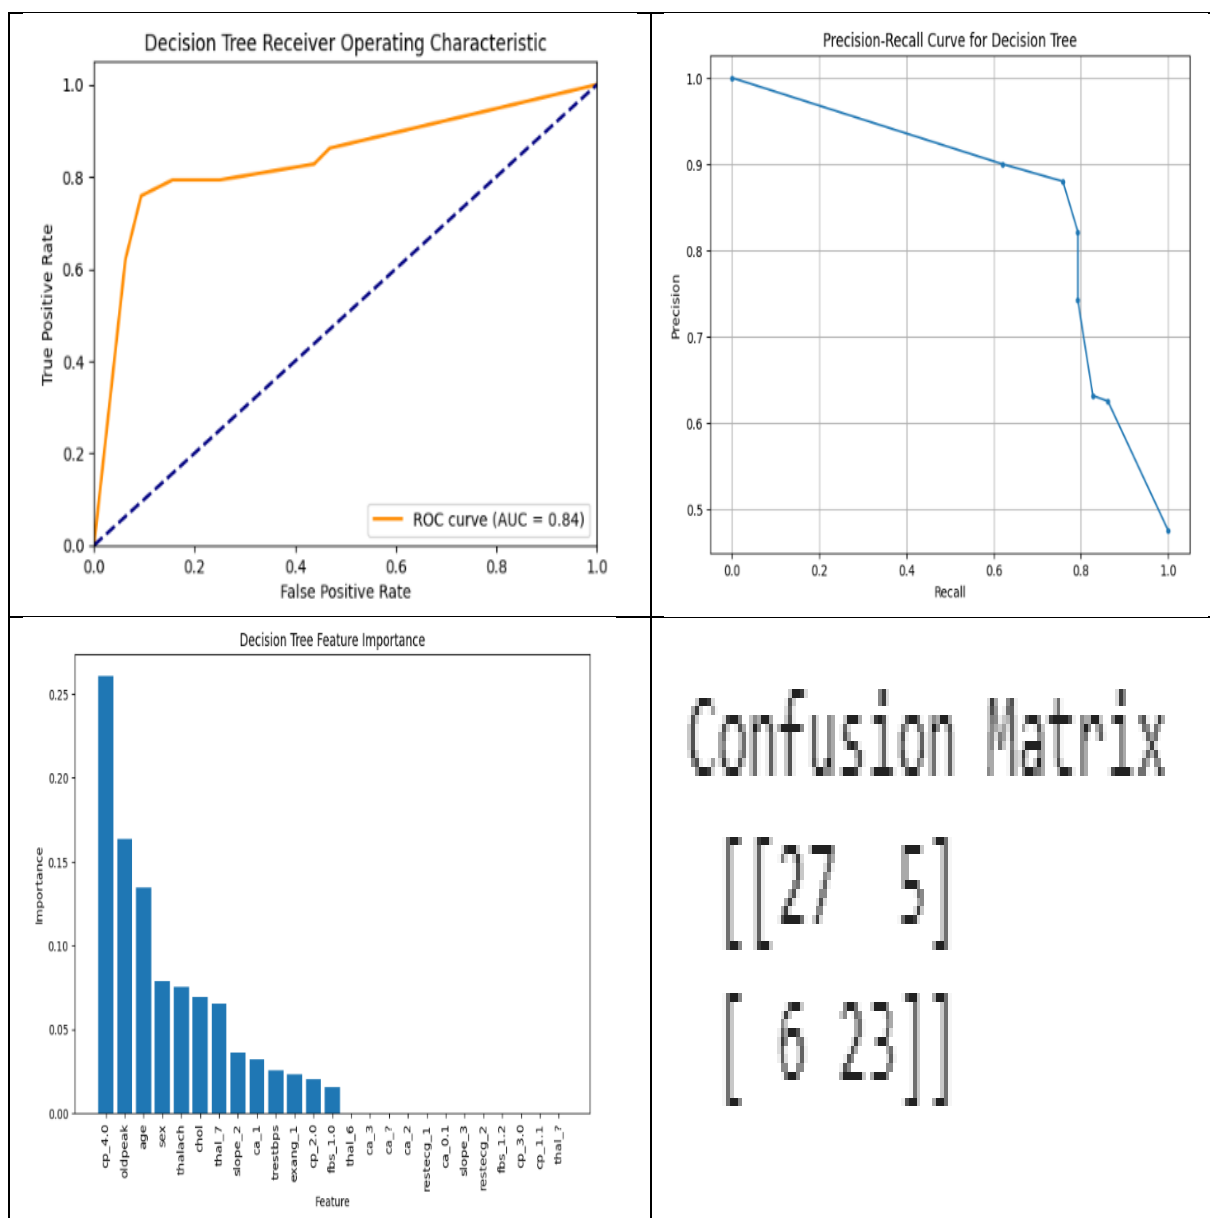 Decision Tree Receiver Operating Characteristic
True Positive Rate
1.0
0.8
0.6
0.4
0.2
0.0
ROC curve (AUC = 0.84)
0.0 0.2 0.4 0.6 0.8 1.0
False Positive Rate
Precision-Recall Curve for Decision Tree
Precision
1.0
0.9
0.8
0.7
0.6
0.5
0.0 0.2 0.4 0.6 0.8 1.0
Recall
Decision Tree Feature Importance
Importance
0.25
0.20
0.15
0.10
0.05
0.00
cp_4.0
oldpeak
age
sex
thalach
chol
thal_7
slope_2
ca_1
trestbps
exang_1
cp_2.0
fbs_1.0
thal_6
ca_3
ca_?
ca_2
restecg_1
ca_0.1
slope_3
restecg_2
fbs_1.2
cp_3.0
cp_1.1
thal_?
Feature
Confusion Matrix
[[27 5]
[ 6 23]]